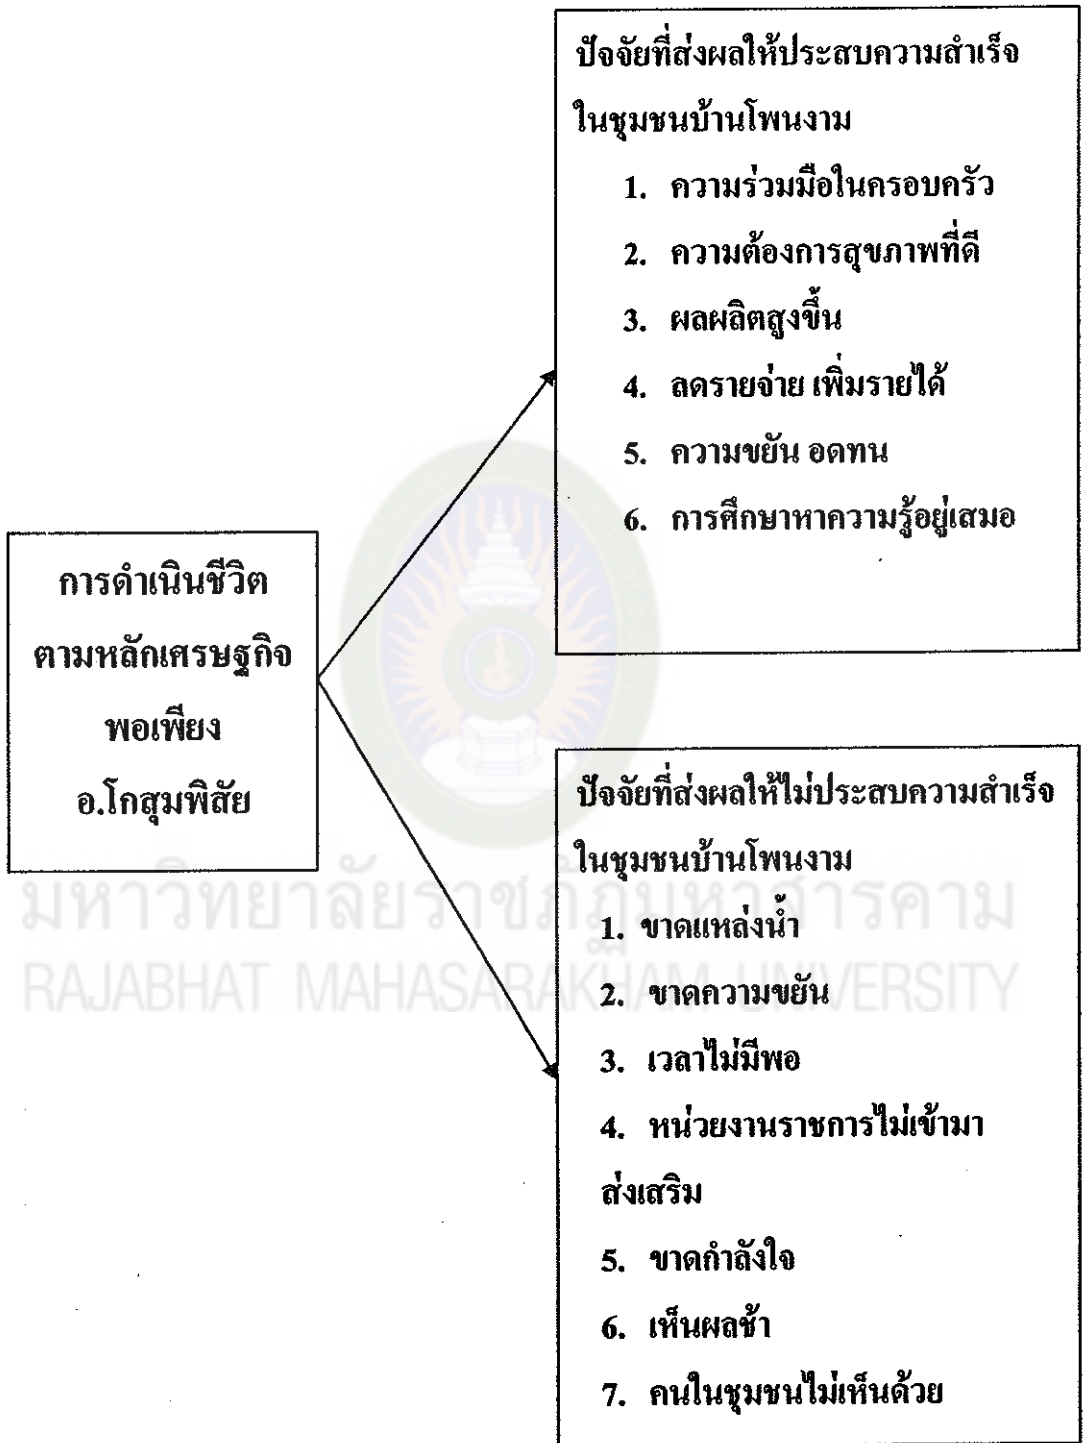 ปัจจัยที่ส่งผลให้ประสบความสำเร็จ
ในชุมชนบ้านโพนงาม
1. ความร่วมมือในครอบครัว
2. ความต้องการสุขภาพที่ดี
3. ผลผลิตสูงขึ้น
4. ลดรายจ่าย เพิ่มรายได้
5. ความขยัน อดทน
6. การศึกษาหาความรู้อยู่เสมอ
การดำเนินชีวิต
ตามหลักเศรษฐกิจ
พอเพียง
อ.โกสุมพิสัย
ปัจจัยที่ส่งผลให้ไม่ประสบความสำเร็จ
ในชุมชนบ้านโพนงาม
1. ขาดแหล่งน้ำ
2. ขาดความขยัน
3. เวลาไม่มีพอ
4. หน่วยงานราชการไม่เข้ามา
ส่งเสริม
5. ขาดกำลังใจ
6. เห็นผลช้า
7. คนในชุมชนไม่เห็นด้วย
มหาวิทยาลัยราชภัฏมหาสารคาม
RAJABHAT MAHASARAKHAM UNIVERSITY